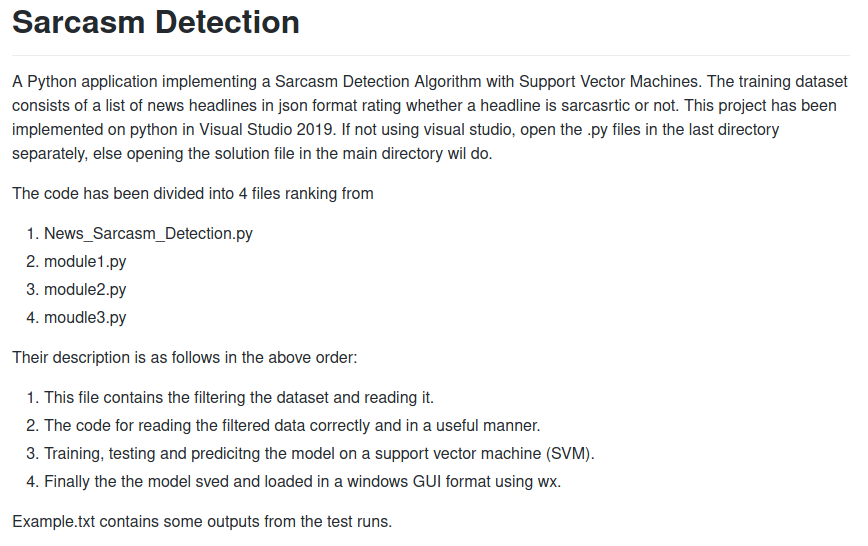 Sarcasm Detection
A Python application implementing a Sarcasm Detection Algorithm with Support Vector Machines. The training dataset
consists of a list of news headlines in json format rating whether a headline is sarcasrtic or not. This project has been
implemented on python in Visual Studio 2019. If not using visual studio, open the .py files in the last directory
separately, else opening the solution file in the main directory wil do.
The code has been divided into 4 files ranking from
1. News_Sarcasm_Detection.py
2. module1.py
3. module2.py
4. moudle3.py
Their description is as follows in the above order:
1. This file contains the filtering the dataset and reading it.
2. The code for reading the filtered data correctly and in a useful manner.
3. Training, testing and predicitng the model on a support vector machine (SVM).
4. Finally the the model sved and loaded in a windows GUI format using wx.
Example.txt contains some outputs from the test runs.